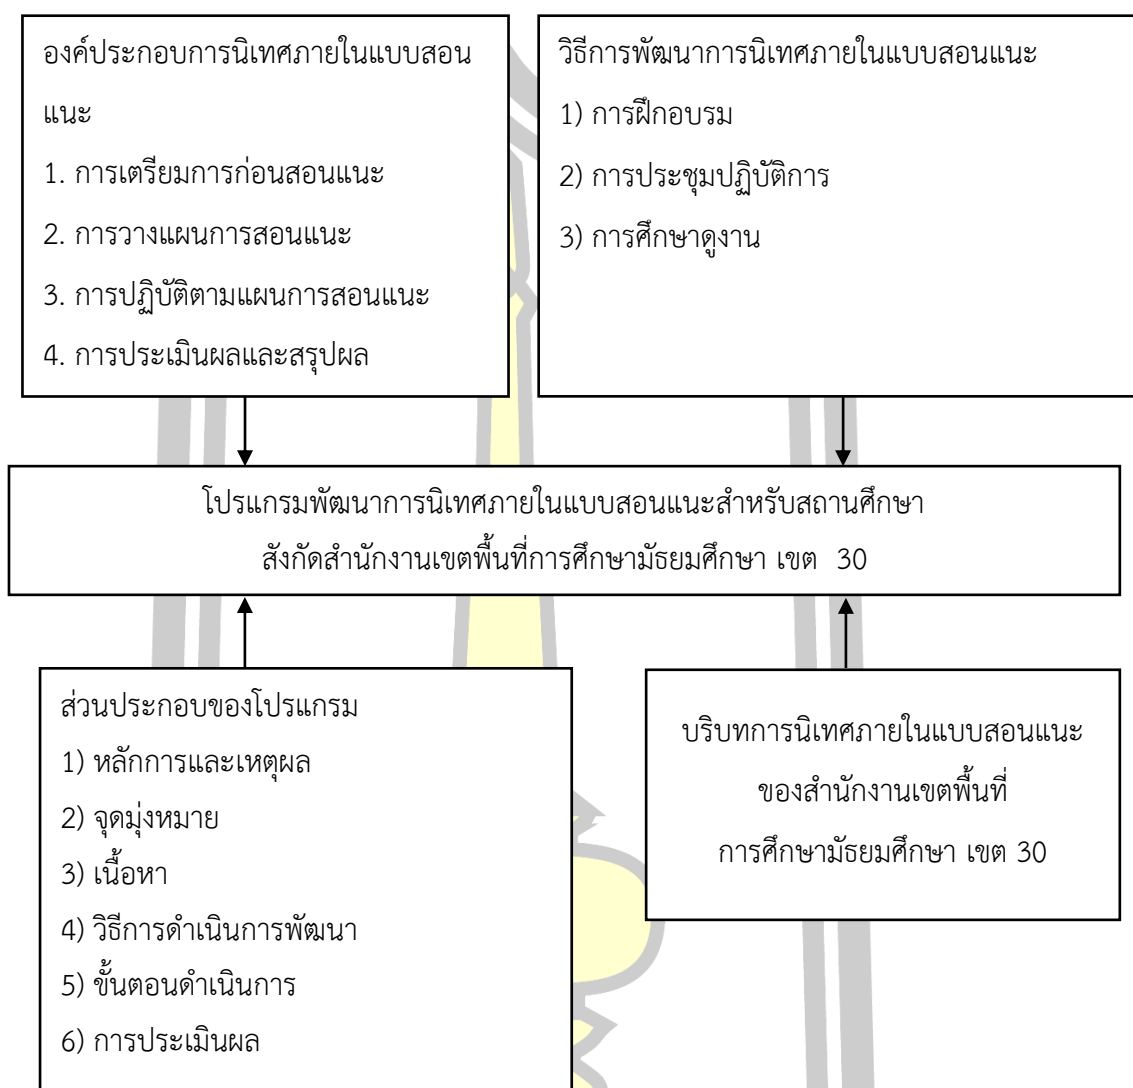 องค์ประกอบการนิเทศภายในแบบสอน
แนะ
1. การเตรียมการก่อนสอนแนะ
2. การวางแผนการสอนแนะ
3. การปฏิบัติตามแผนการสอนแนะ
4. การประเมินผลและสรุปผล
วิธีการพัฒนาการนิเทศภายในแบบสอนแนะ
1) การฝึกอบรม
2) การประชุมปฏิบัติการ
3) การศึกษาดูงาน
โปรแกรมพัฒนาการนิเทศภายในแบบสอนแนะสำหรับสถานศึกษา
สังกัดสำนักงานเขตพื้นที่การศึกษามัธยมศึกษา เขต 30
ส่วนประกอบของโปรแกรม
1) หลักการและเหตุผล
2) จุดมุ่งหมาย
3) เนื้อหา
4) วิธีการดำเนินการพัฒนา
5) ขั้นตอนดำเนินการ
6) การประเมินผล
บริบทการนิเทศภายในแบบสอนแนะ
ของสำนักงานเขตพื้นที่
การศึกษามัธยมศึกษา เขต 30